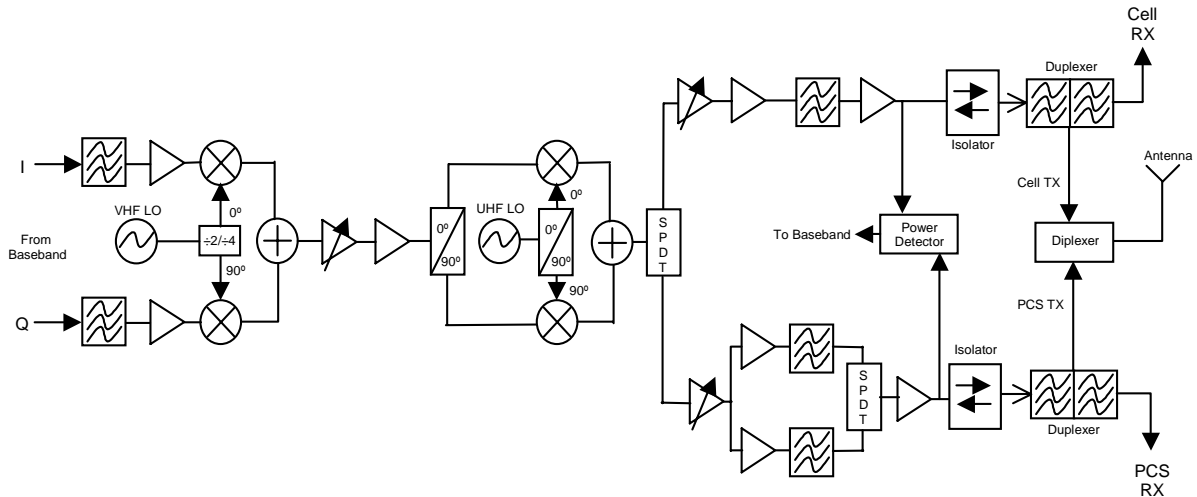 Cell
RX
Duplexer
Isolator
Antenna
I
VHF LO
0º
÷2/÷4
90º
From
Baseband
Q
0º
90º
UHF LO
0º
0º
90º
90º
S
P
D
T
Cell TX
To Baseband
Power
Detector
Diplexer
PCS TX
Isolator
S
P
D
T
Duplexer
PCS
RX